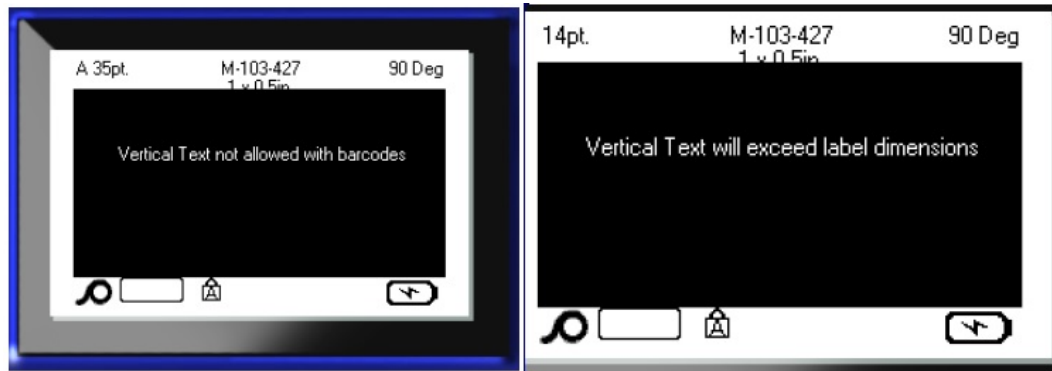 A 35pt. M-103-427 90 Deg
1 x 0.5in
Vertical Text not allowed with barcodes
A
14pt. M-103-427 90 Deg
1 x 0.5in
Vertical Text will exceed label dimensions
A